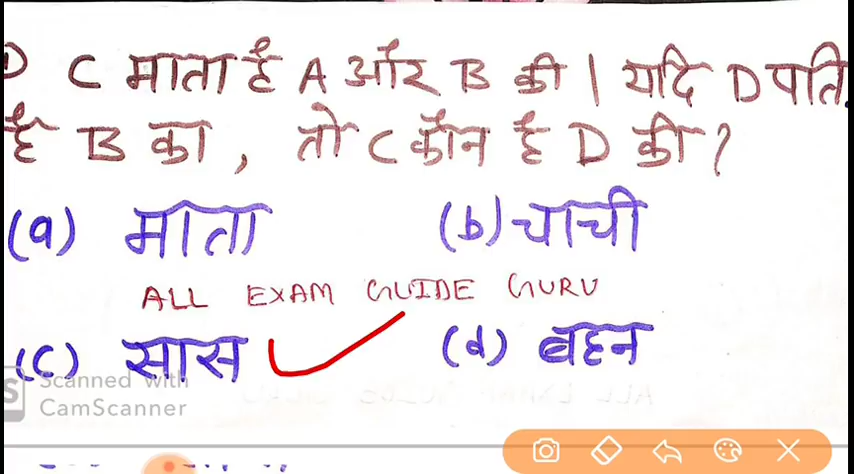 C माता है A और B की | यदि D पति
है B का, तो C कौन है D की?
(a) माता (b) चाची
ALL EXAM GUIDE GURU
(c) सास (d) बहन
Scanned with
CamScanner